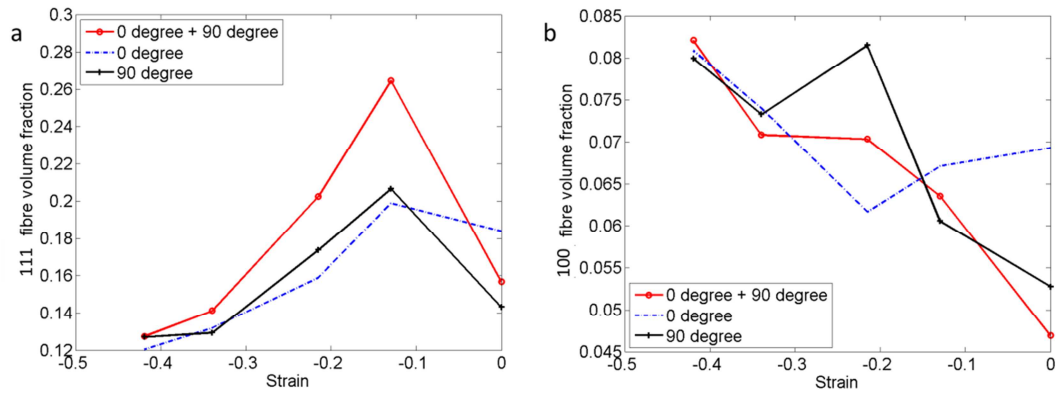 a
0.3
0.28
0.26
0.24
0.22
0.2
0.18
0.16
0.14
0.12
111 fibre volume fraction
0 degree + 90 degree
0 degree
90 degree
-0.5 -0.4 -0.3 -0.2 -0.1 0
Strain
b
0.085
0.08
0.075
0.07
0.065
0.06
0.055
0.05
0.045
100 fibre volume fraction
0 degree + 90 degree
0 degree
90 degree
-0.5 -0.4 -0.3 -0.2 -0.1 0
Strain